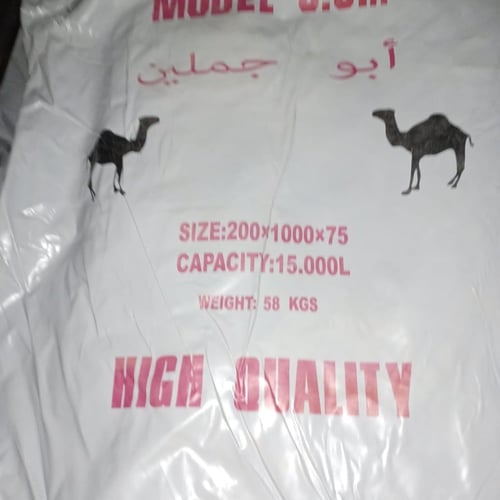 MODEL
أبو جملين
SIZE:200×1000×75
CAPACITY:15.000L
WEIGHT: 58 KGS
HIGH QUALITY